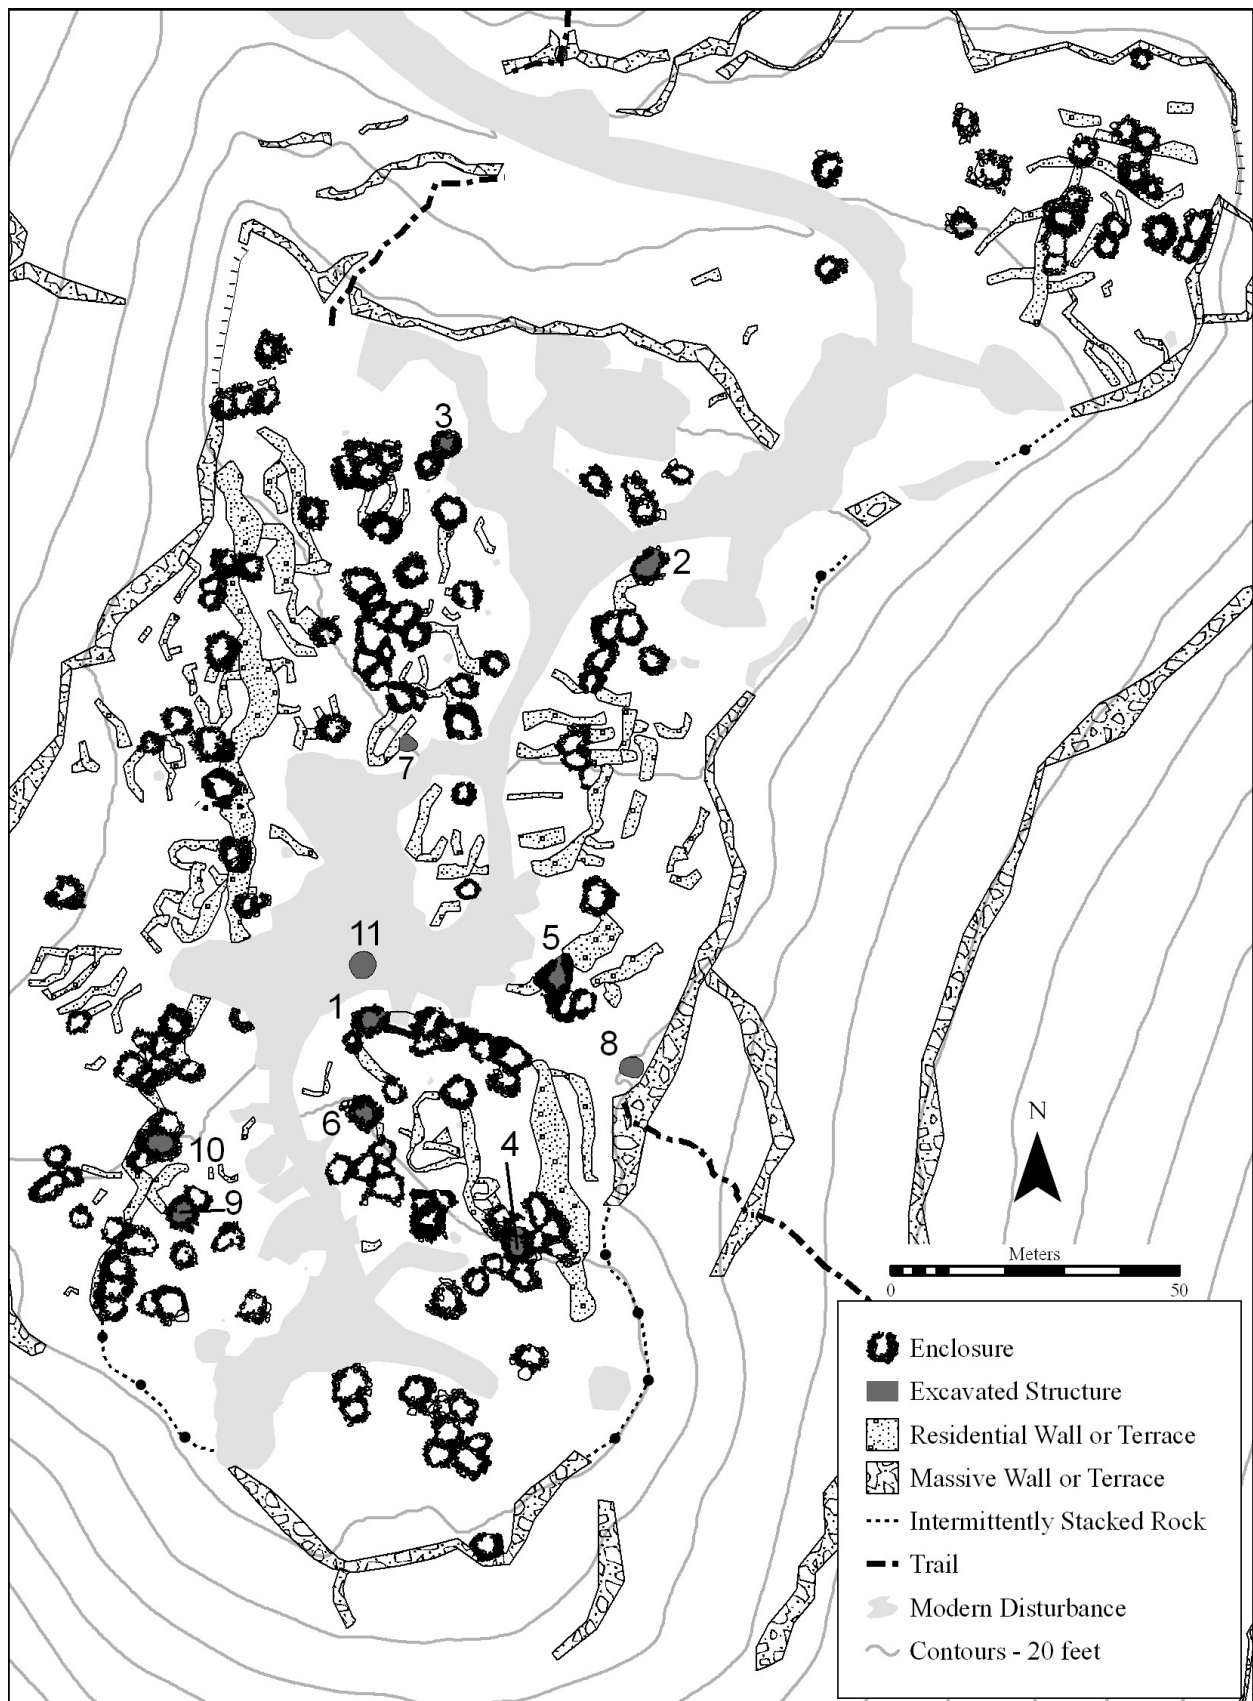 3
2
7
11
5
1
8
6
4
10
9
N
Meters
0 50
Enclosure
Excavated Structure
Residential Wall or Terrace
Massive Wall or Terrace
Intermittently Stacked Rock
Trail
Modern Disturbance
Contours - 20 feet